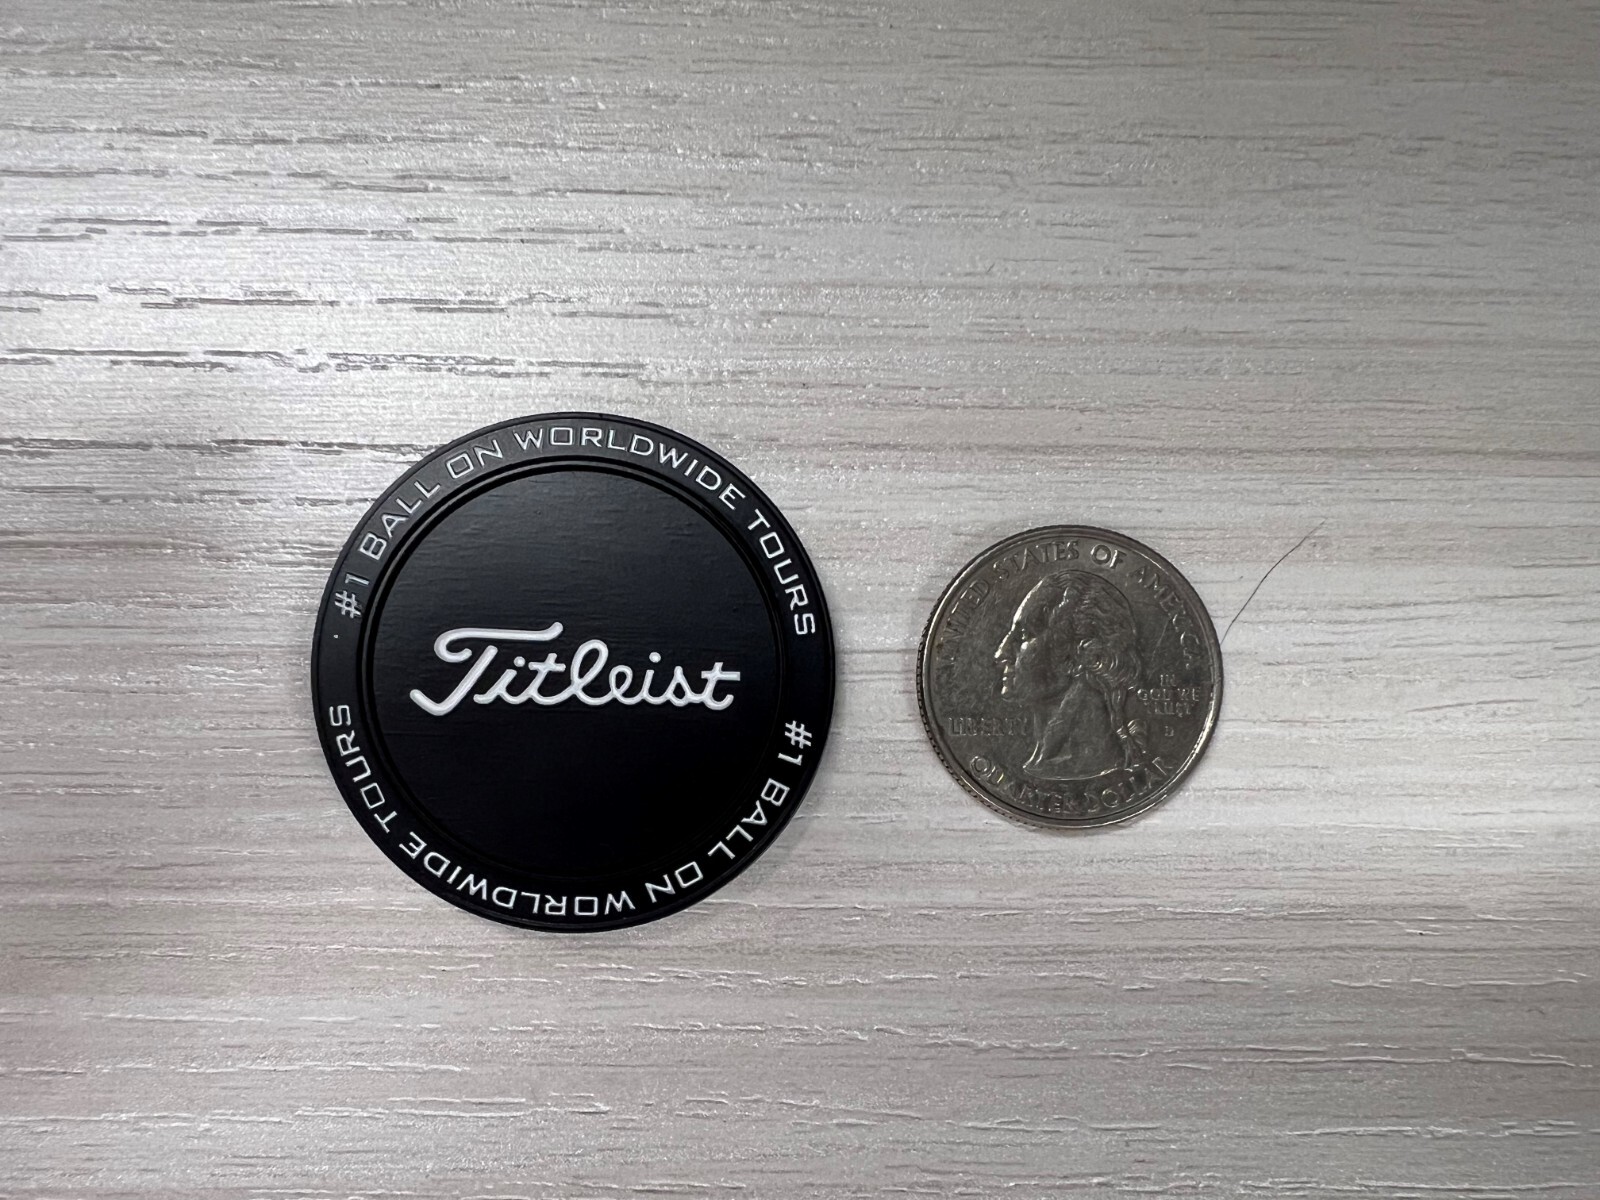 #1 BALL ON WORLDWIDE TOURS
Titleist
#1 BALL ON WORLDWIDE TOURS
UNITED STATES OF AMERICA
LIBERTY
IN
GOD WE
TRUST
D
QUARTER DOLLAR